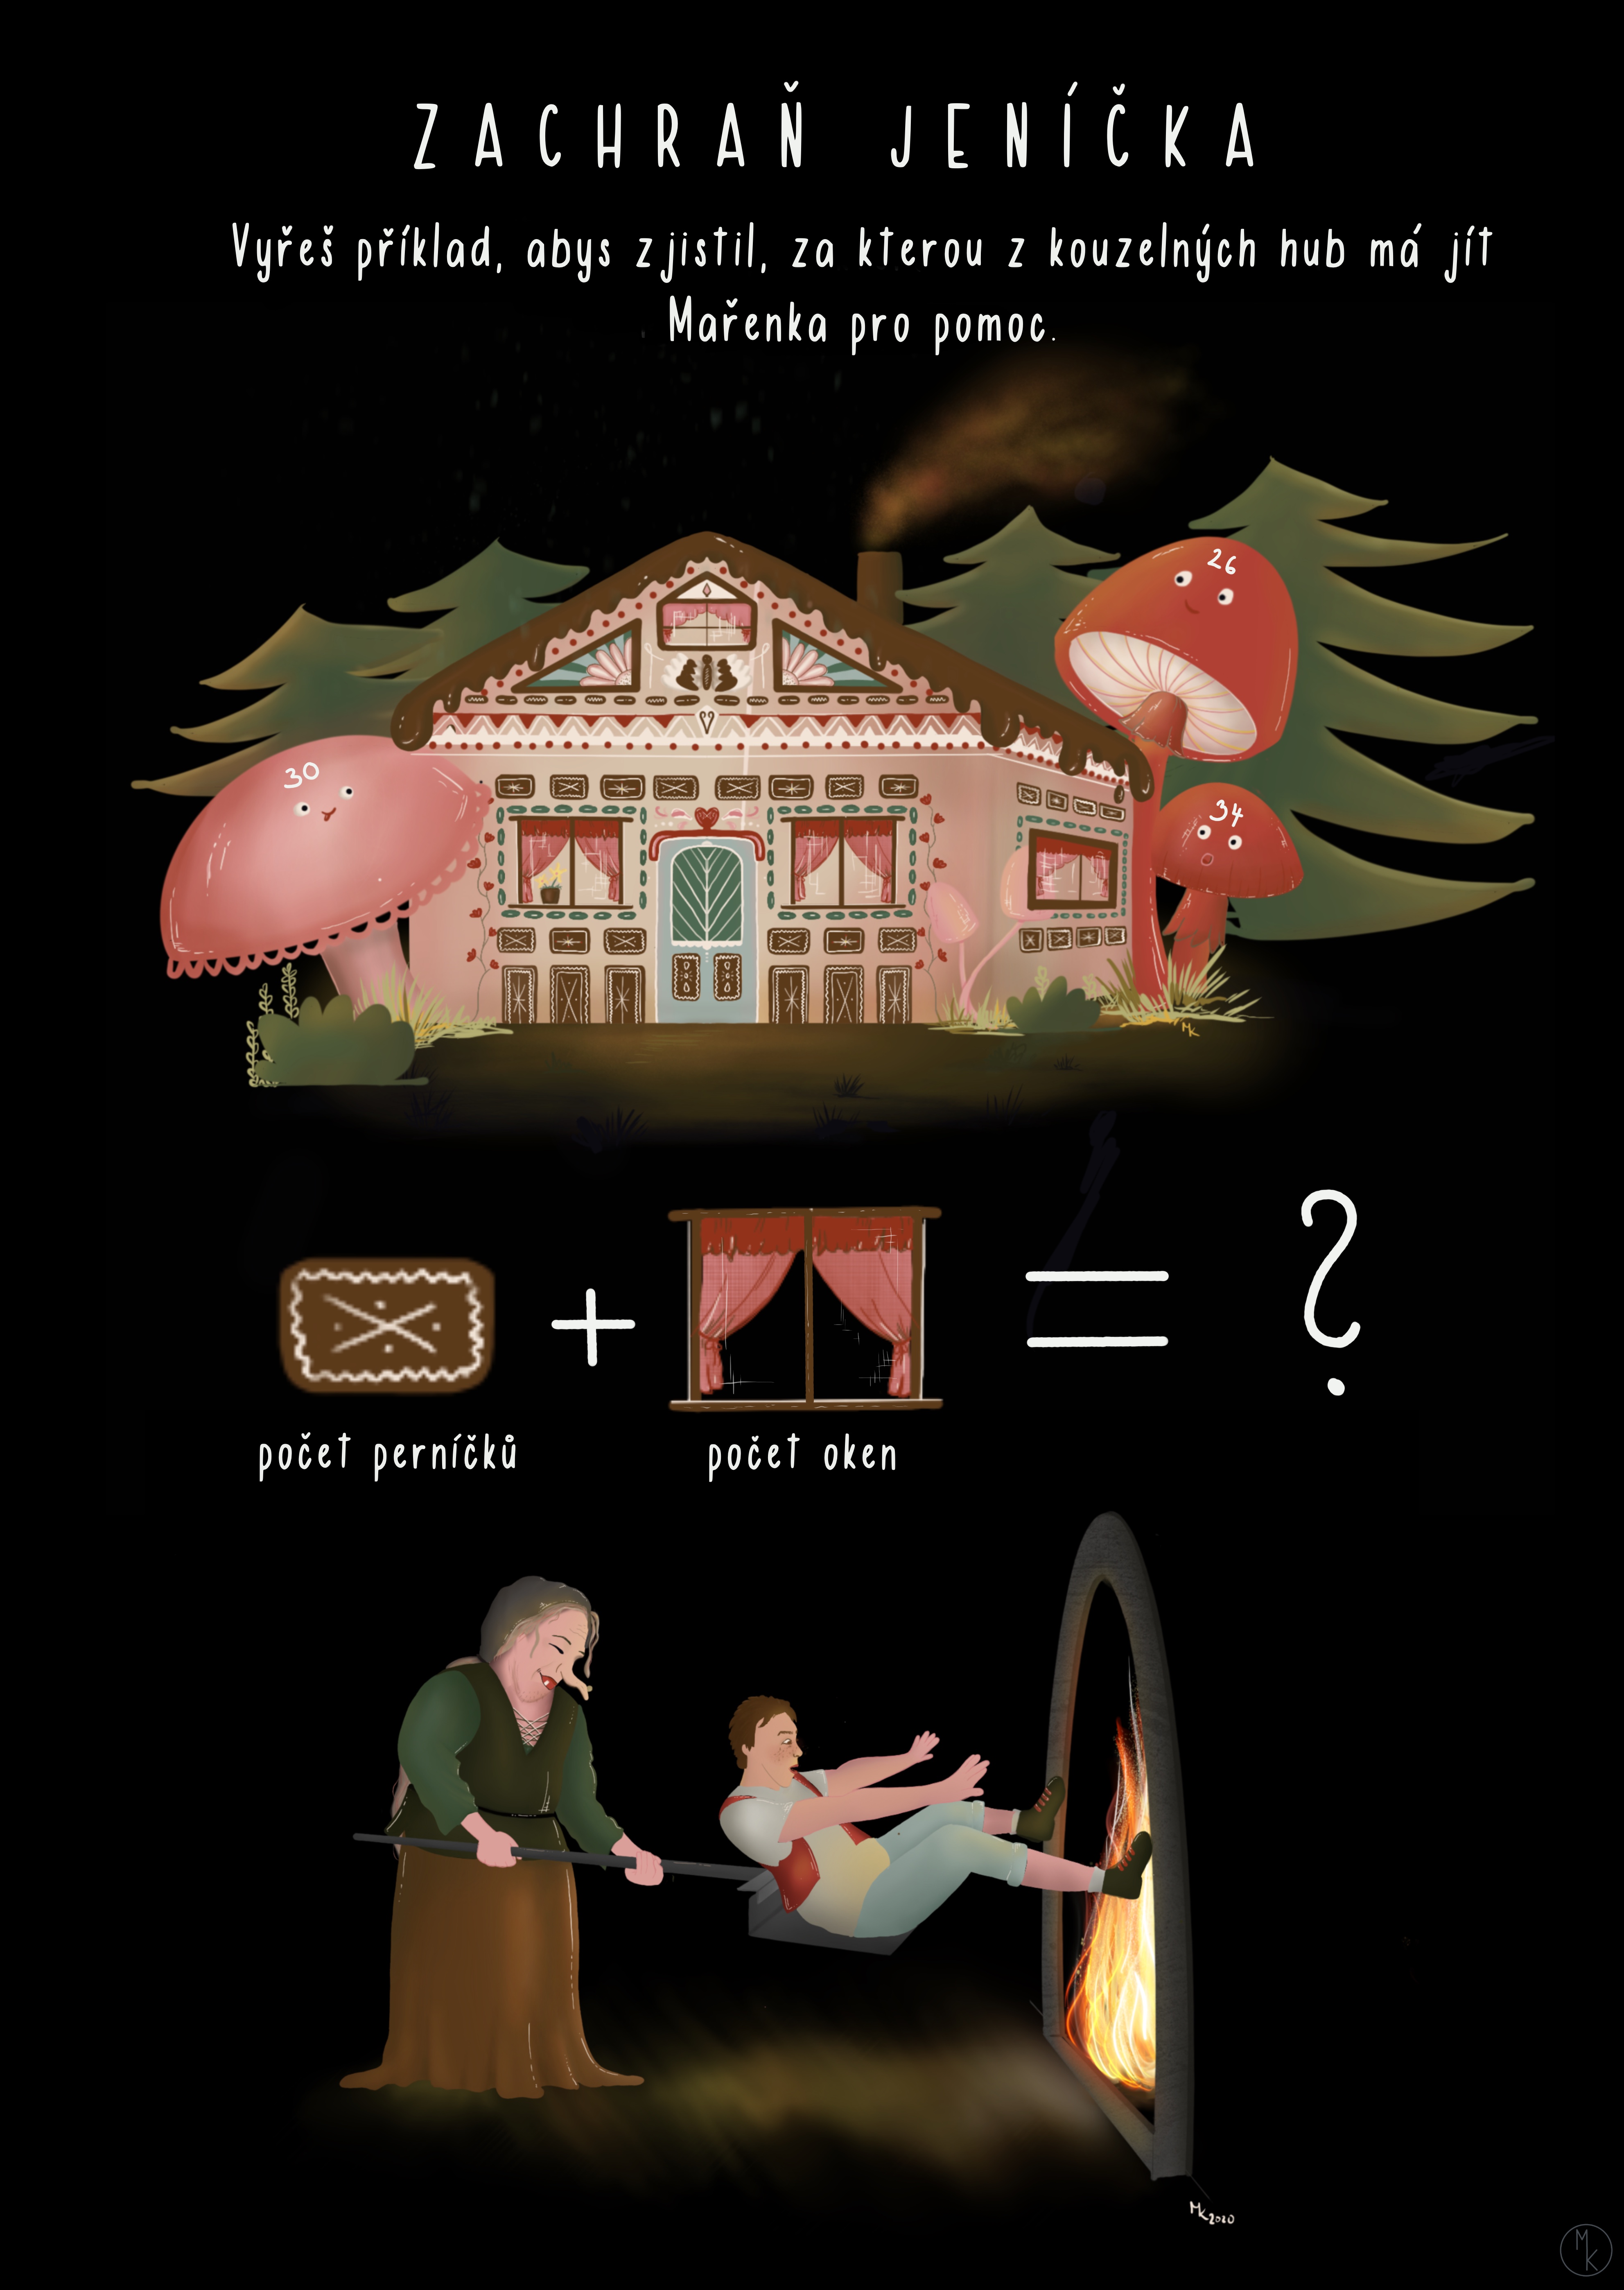 ZACHRAŇ JENÍČKA
Vyřeš příklad, abys zjistil, za kterou z kouzelných hub má jít
Mařenka pro pomoc.
26
30
34
MK
+ = ?
počet perníčků
počet oken
MK2020
MK